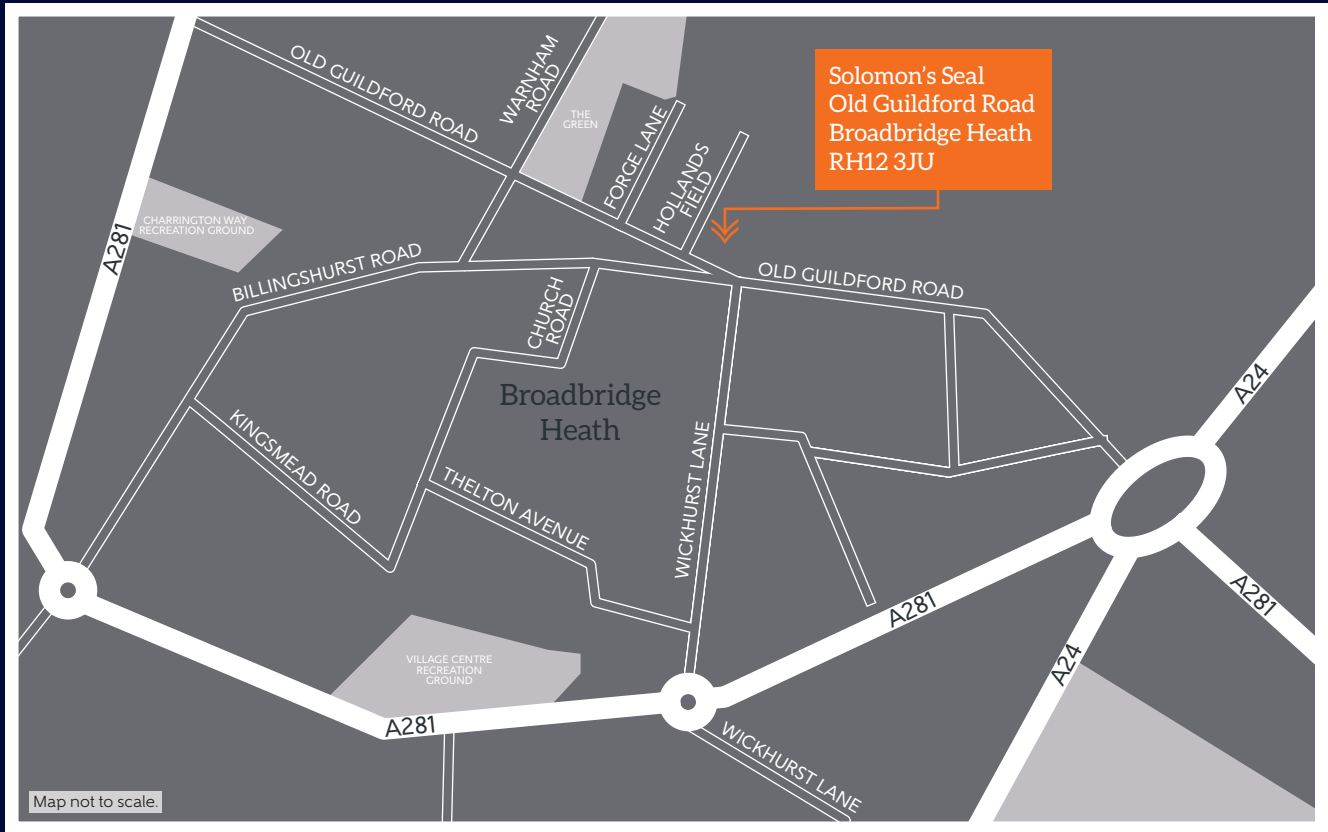 OLD GUILDFORD ROAD
WARNHAM
ROAD
THE
GREEN
FORGE LANE
HOLLANDS
FIELD
Solomon's Seal
Old Guildford Road
Broadbridge Heath
RH12 3JU
CHARRINGTON WAY
RECREATION GROUND
A281
BILLINGSHURST ROAD
OLD GUILDFORD ROAD
CHURCH
ROAD
Broadbridge
Heath
A24
KINGSMEAD ROAD
THELTON AVENUE
WICKHURST LANE
A281
A281
A24
VILLAGE CENTRE
RECREATION
GROUND
A281
WICKHURST LANE
Map not to scale.